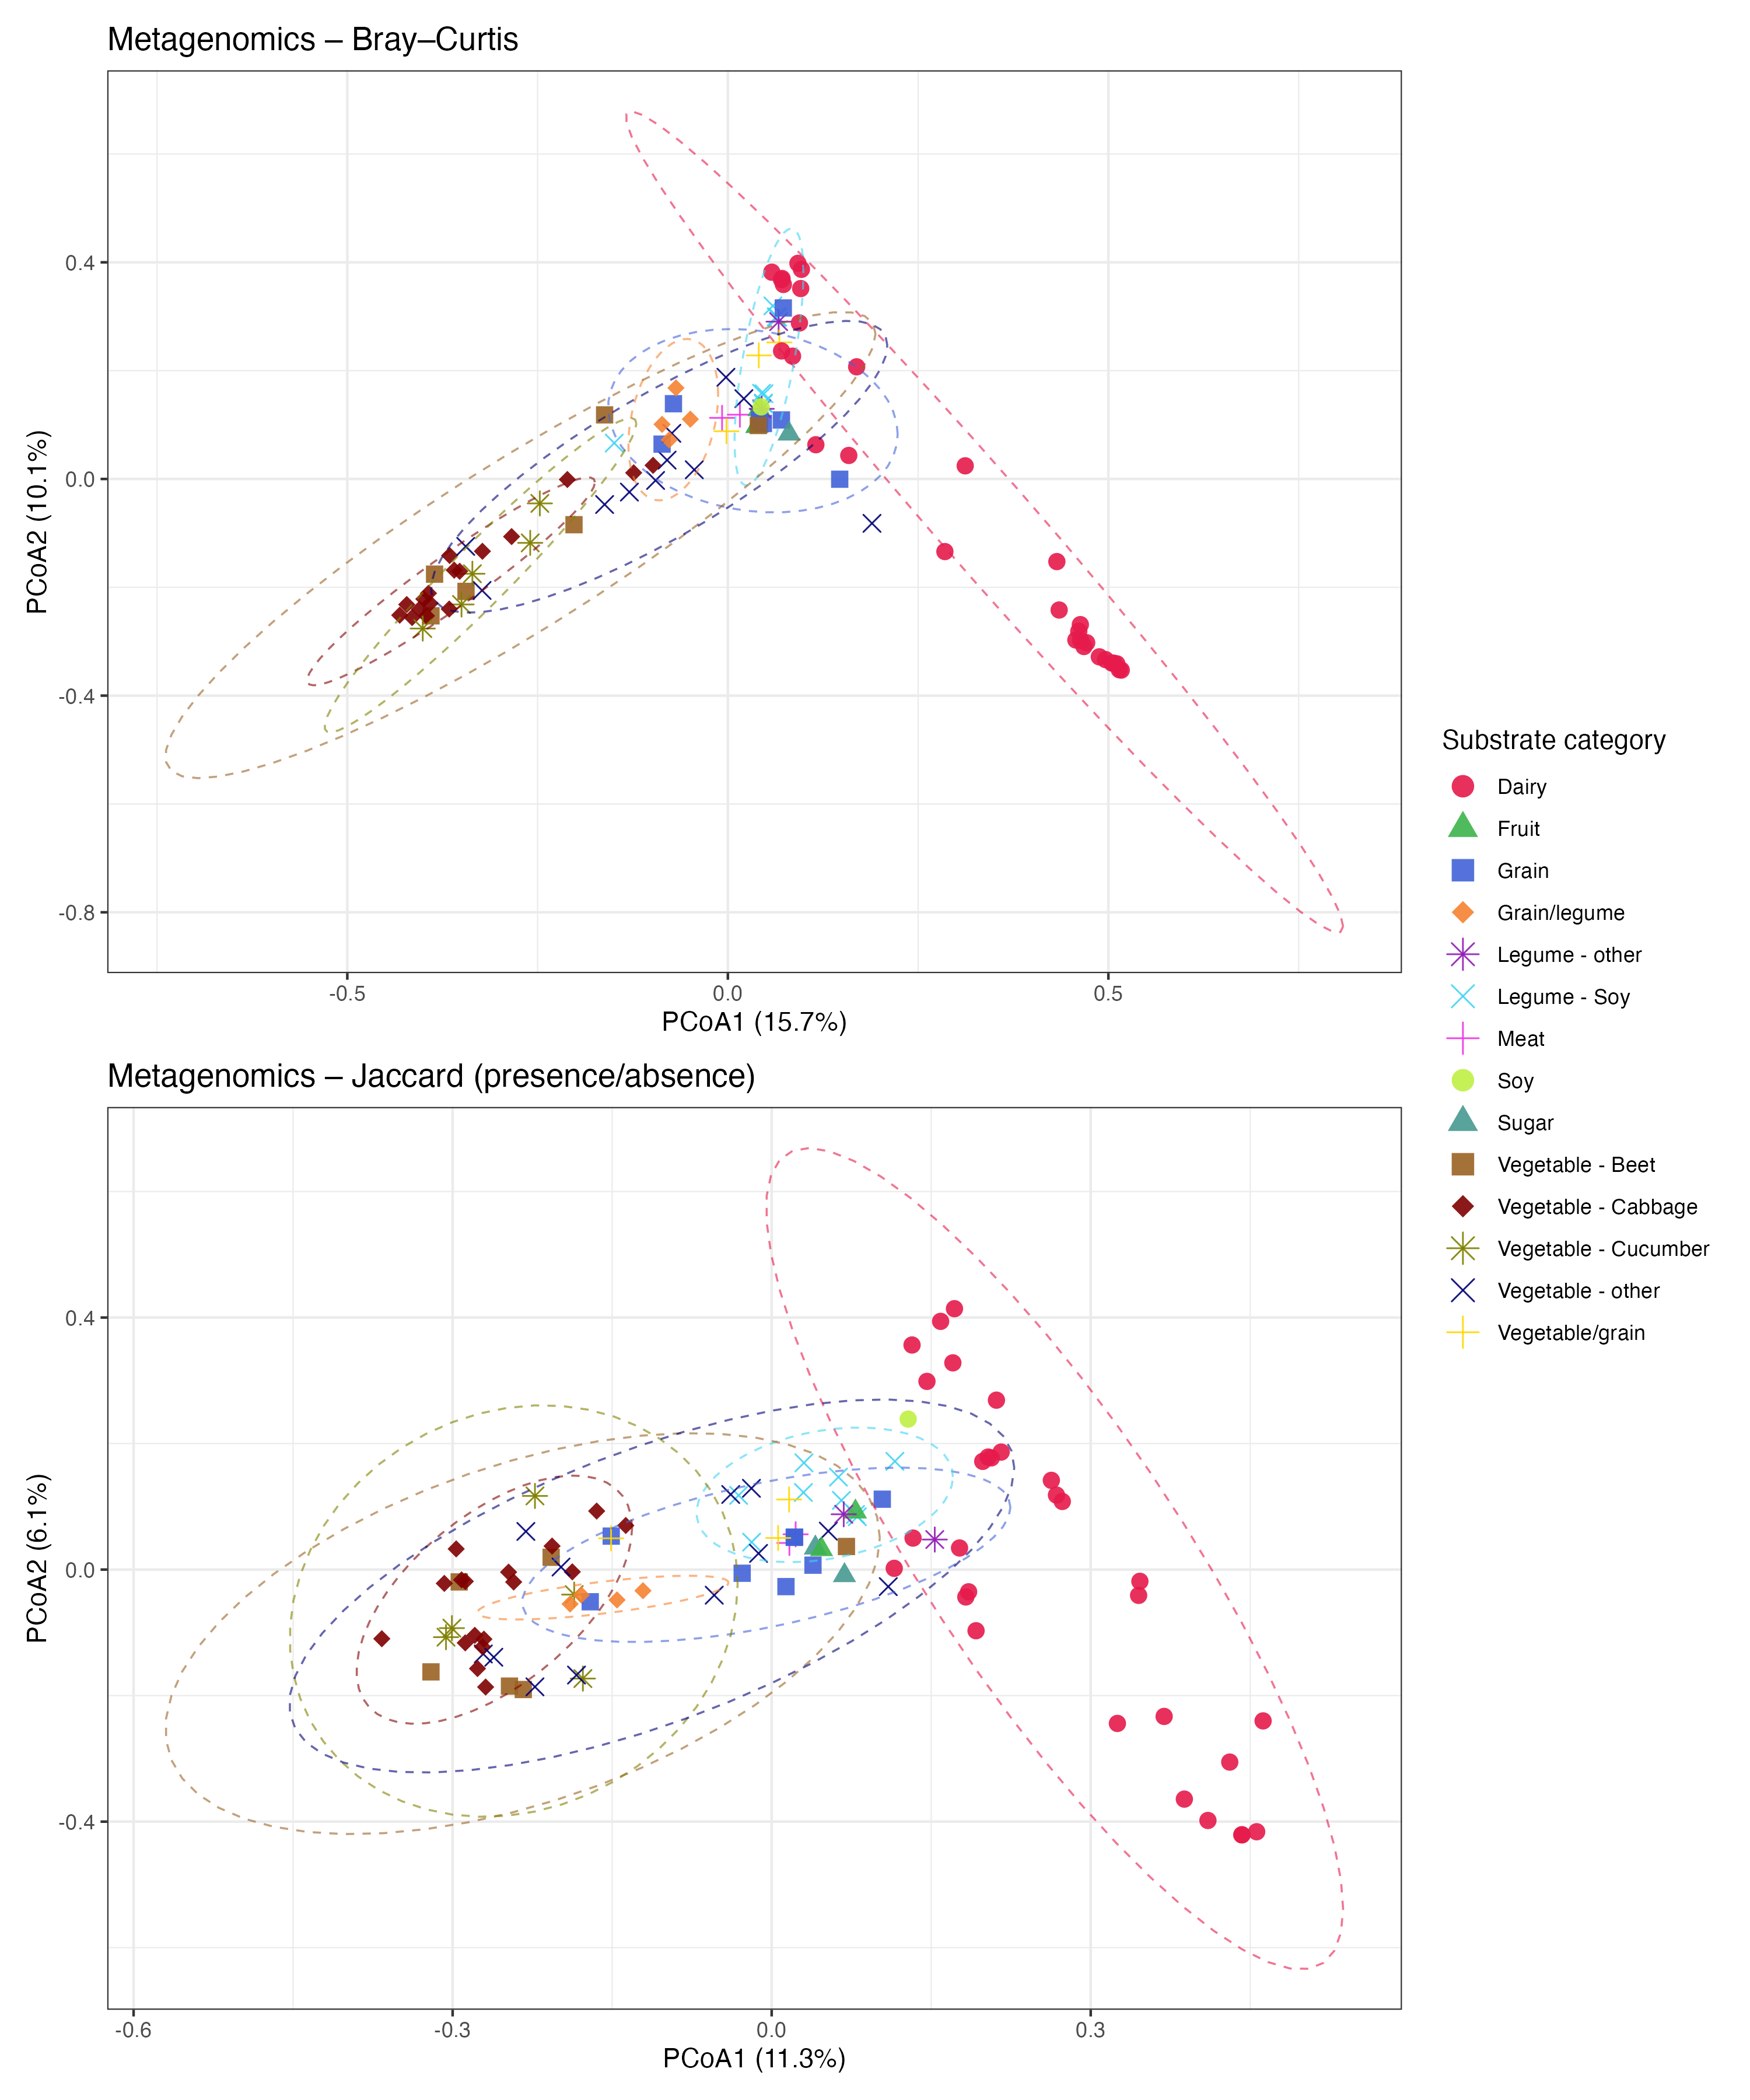 Metagenomics – Bray–Curtis
PCoA2 (10.1%)
0.4
0.0
-0.4
-0.8
-0.5
0.0
0.5
PCoA1 (15.7%)
Substrate category
Dairy
Fruit
Grain
Grain/legume
Legume - other
Legume - Soy
Meat
Soy
Sugar
Vegetable - Beet
Vegetable - Cabbage
Vegetable - Cucumber
Vegetable - other
Vegetable/grain
Metagenomics – Jaccard (presence/absence)
PCoA2 (6.1%)
0.4
0.0
-0.4
-0.6
-0.3
0.0
0.3
PCoA1 (11.3%)